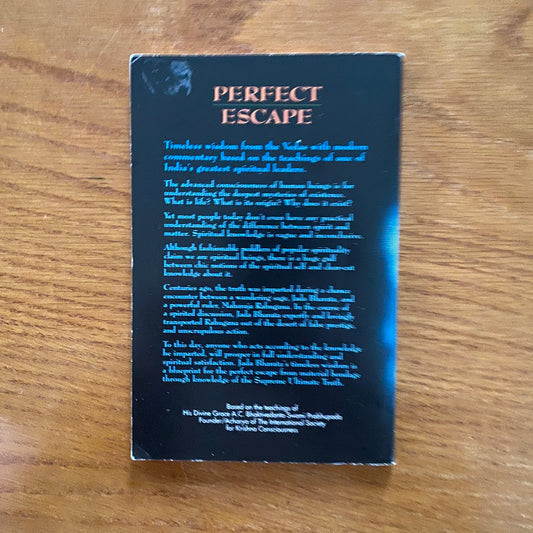 PERFECT
ESCAPE
Timeless wisdom from the Vedas with modern
commentary based on the teachings of one of
India's greatest spiritual leaders.
The advanced consciousness of human beings is for
understanding the deepest mysteries of existence.
What is life? What is its origin? Why does it exist?
Yet most people today don't even have any practical
understanding of the difference between spirit and
matter. Spiritual knowledge is vague and inconclusive.
Although fashionable peddlers of popular spirituality
claim we are spiritual beings, there is a huge gulf
between chic notions of the spiritual self and clear-cut
knowledge about it.
Centuries ago, the truth was imparted during a chance
encounter between a wandering sage, Jada Bharata, and
a powerful ruler, Maharaja Rahugana. In the course of
a spirited discussion, Jada Bharata expertly and lovingly
transported Rahugana out of the desert of false prestige
and unscrupulous action.
To this day, anyone who acts according to the knowledge
he imparted, will prosper in full understanding and
spiritual satisfaction. Jada Bharata's timeless wisdom is
a blueprint for the perfect escape from material bondage
through knowledge of the Supreme Ultimate Truth.
Based on the teachings of
His Divine Grace A.C. Bhaktivedanta Swami Prabhupada
Founder/Acharya of The International Society
for Krishna Consciousness